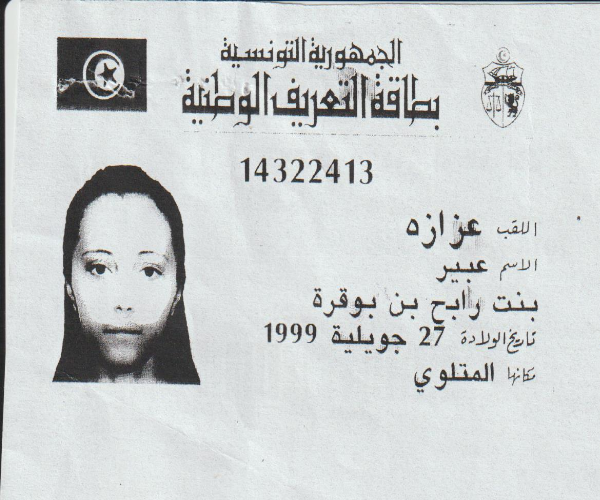 الجمهورية التونسية
بطاقة التعريف الوطنية
14322413
اللقب عزازه
الاسم عبير
بنت رابح بن بوقرة
تاريخ الولادة 27 جويلية 1999
مكانها المتلوي